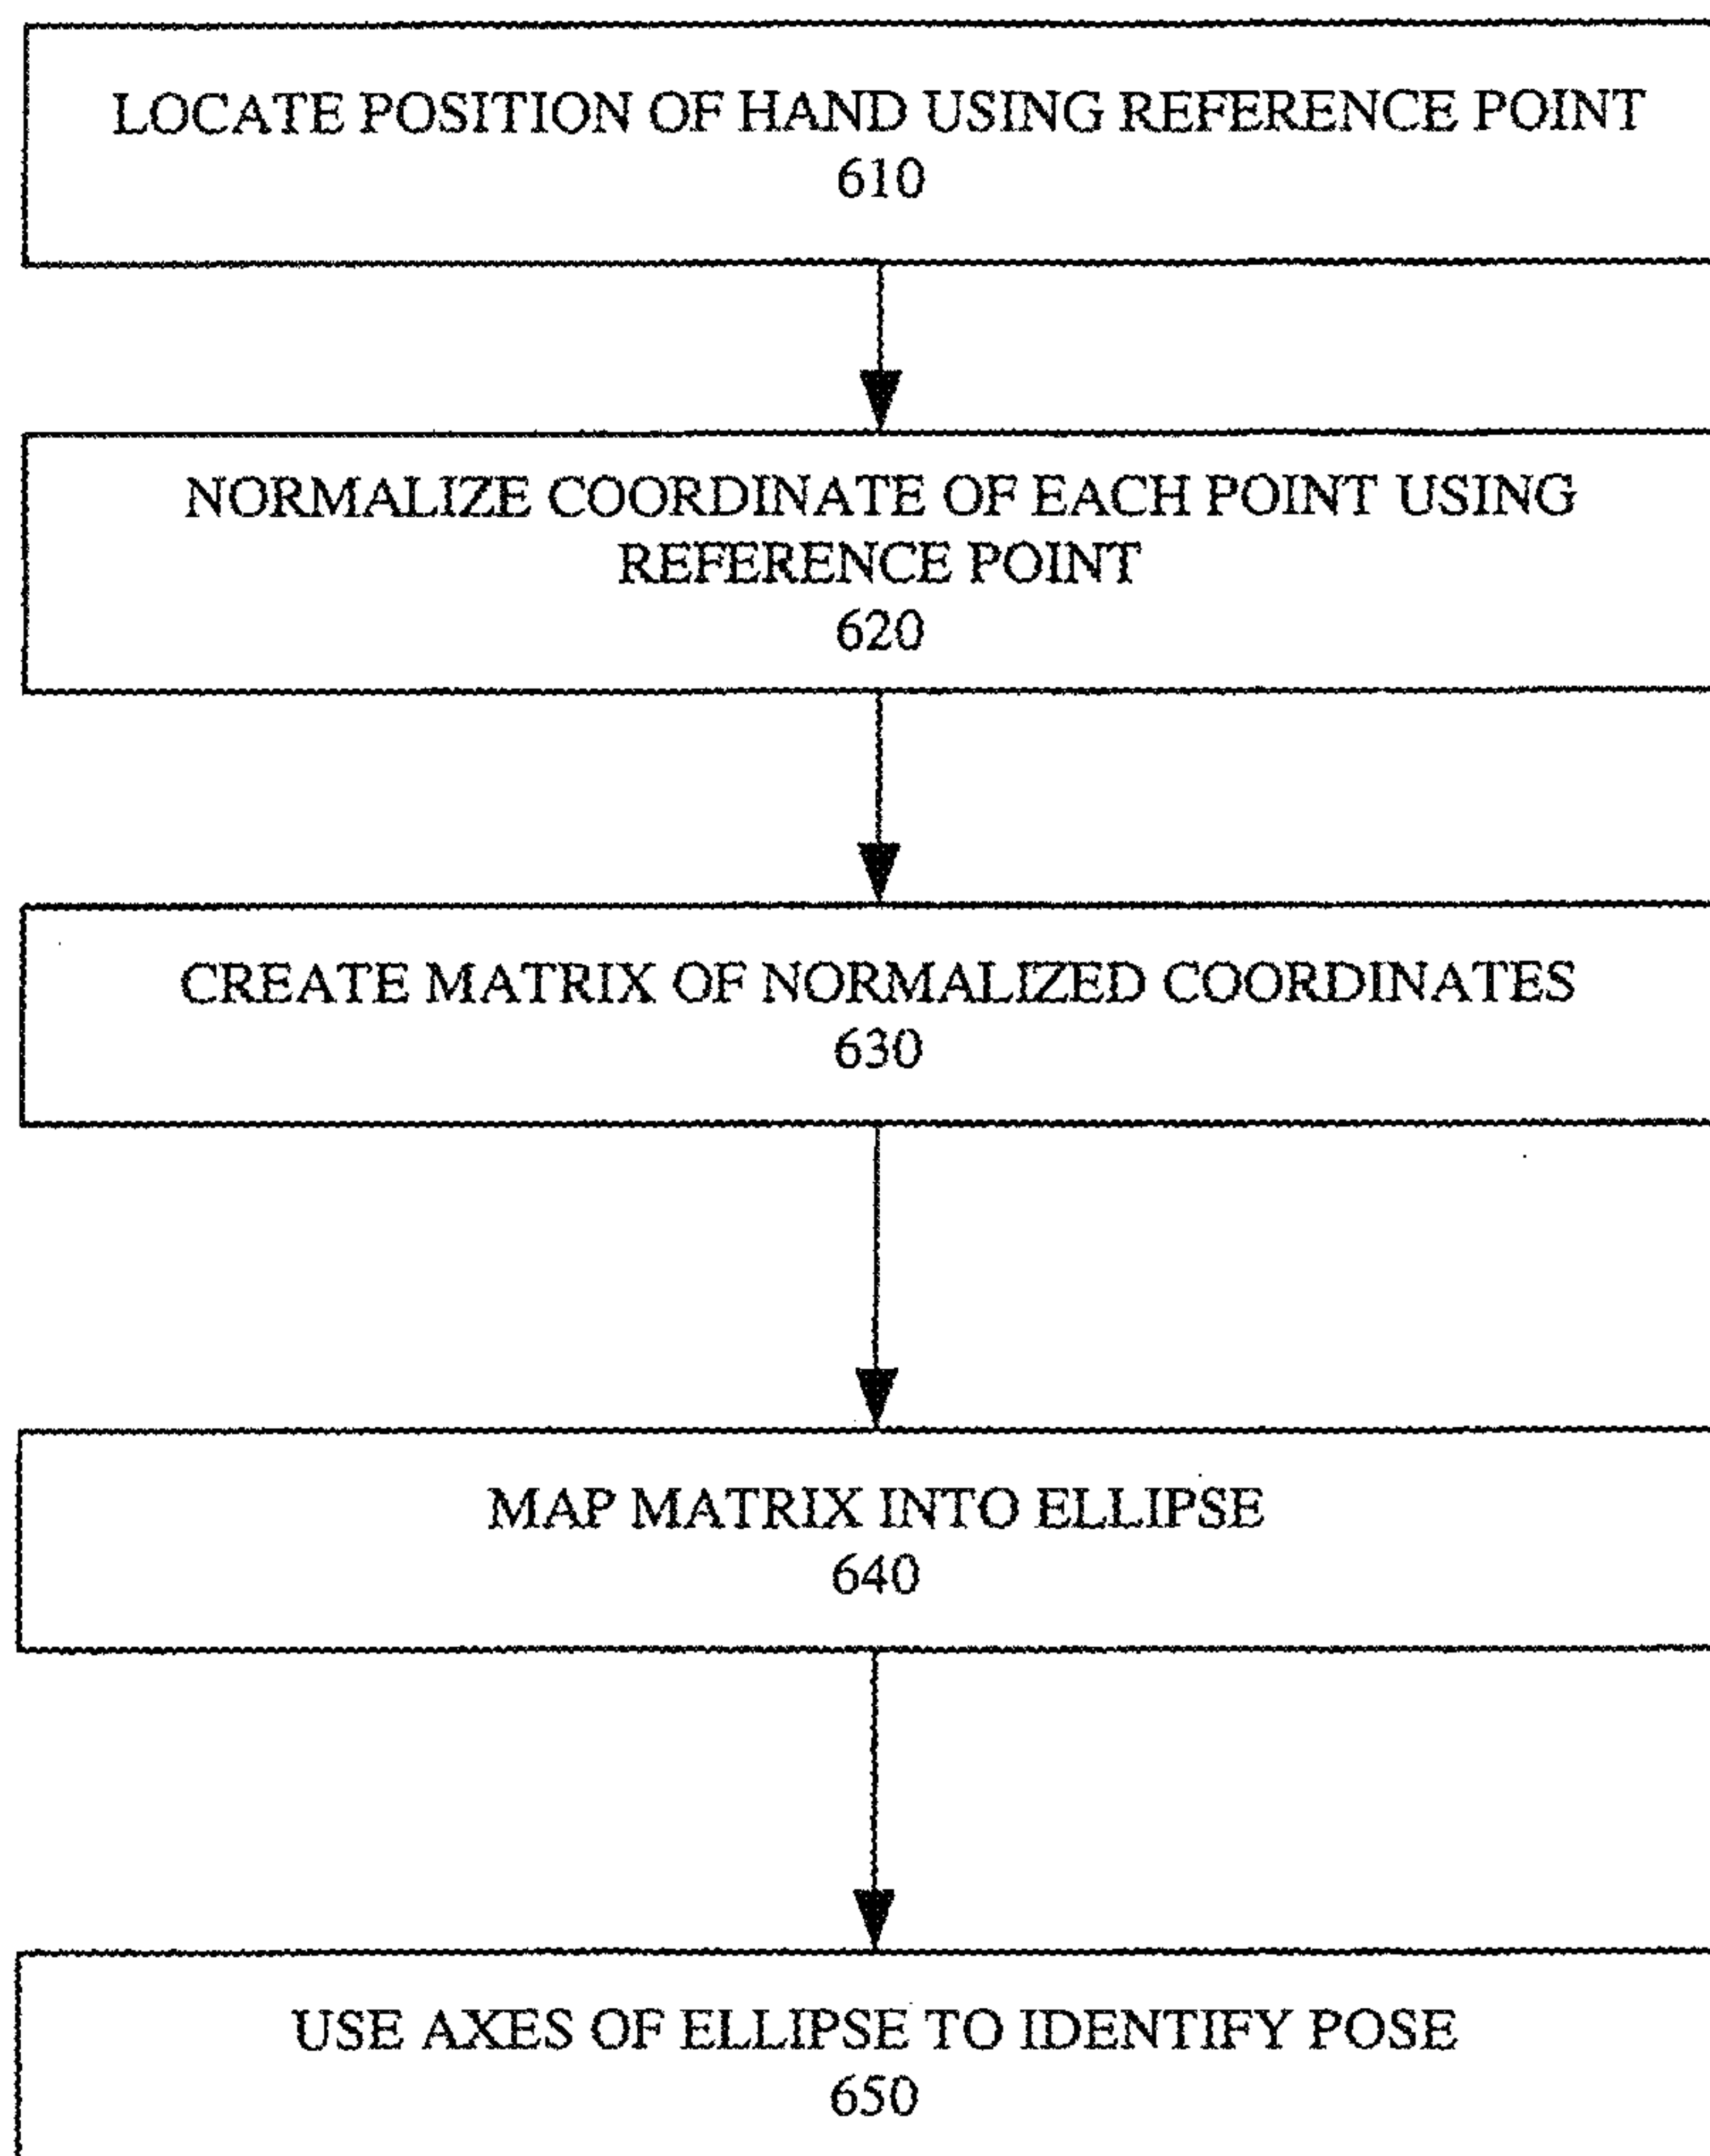 LOCATE POSITION OF HAND USING REFERENCE POINT
610
NORMALIZE COORDINATE OF EACH POINT USING
REFERENCE POINT
620
CREATE MATRIX OF NORMALIZED COORDINATES
630
MAP MATRIX INTO ELLIPSE
640
USE AXES OF ELLIPSE TO IDENTIFY POSE
650